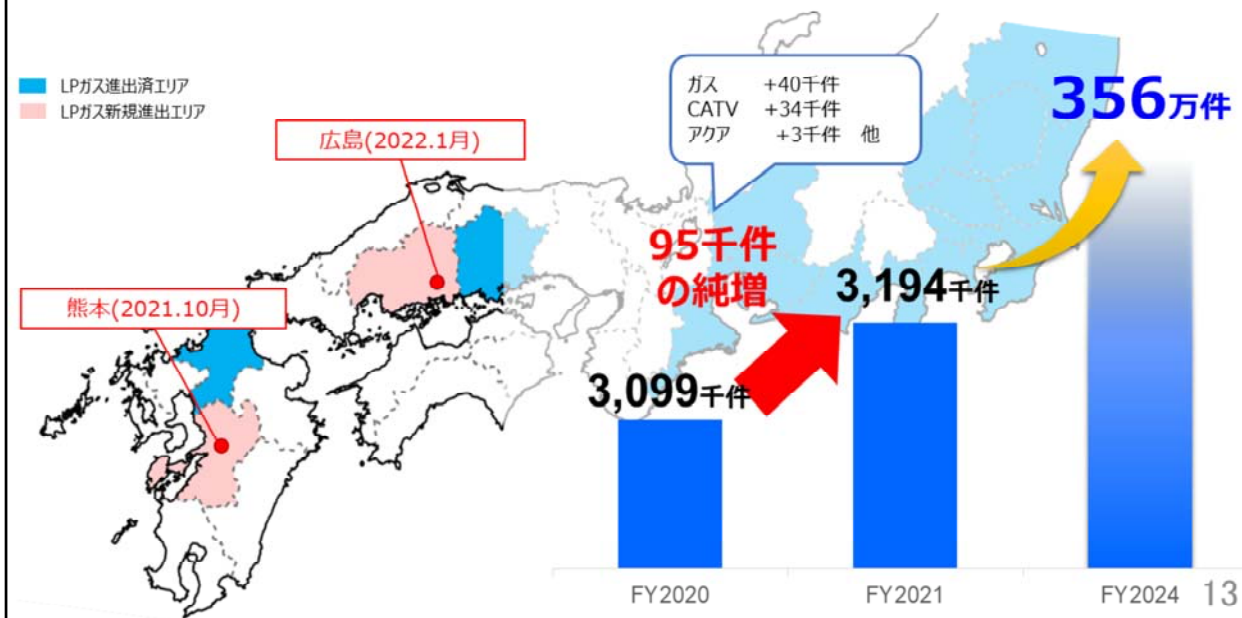 LPガス進出済エリア
LPガス新規進出エリア
広島(2022.1月)
熊本(2021.10月)
ガス +40千件
CATV +34千件
アクア +3千件 他
356万件
95千件
の純増
3,194千件
3,099千件
FY2020
FY2021
FY2024
13